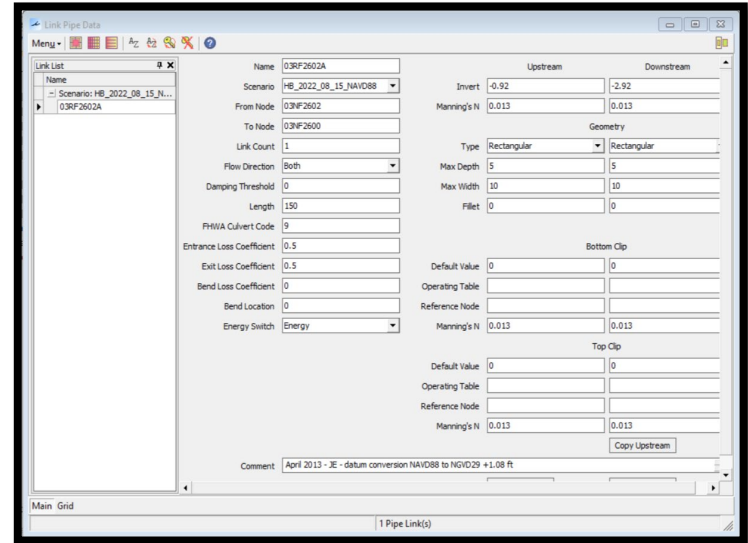 Link Pipe Data
Menu
Link List
Name
Scenario: HB_2022_08_15_N...
03RF2602A
Name 03RF2602A
Scenario HB_2022_08_15_NAVD88
From Node 03NF2602
To Node 03NF2600
Link Count 1
Flow Direction Both
Damping Threshold 0
Length 150
FHWA Culvert Code 9
Entrance Loss Coefficient 0.5
Exit Loss Coefficient 0.5
Bend Loss Coefficient 0
Bend Location 0
Energy Switch Energy
Upstream Downstream
Invert -0.92 -2.92
Manning's N 0.013 0.013
Geometry
Type Rectangular Rectangular
Max Depth 5 5
Max Width 10 10
Fillet 0 0
Bottom Clip
Default Value 0 0
Operating Table
Reference Node
Manning's N 0.013 0.013
Top Clip
Default Value 0 0
Operating Table
Reference Node
Manning's N 0.013 0.013
Copy Upstream
Comment April 2013 - JE - datum conversion NAVD88 to NGVD29 +1.08 ft
Main Grid
1 Pipe Link(s)